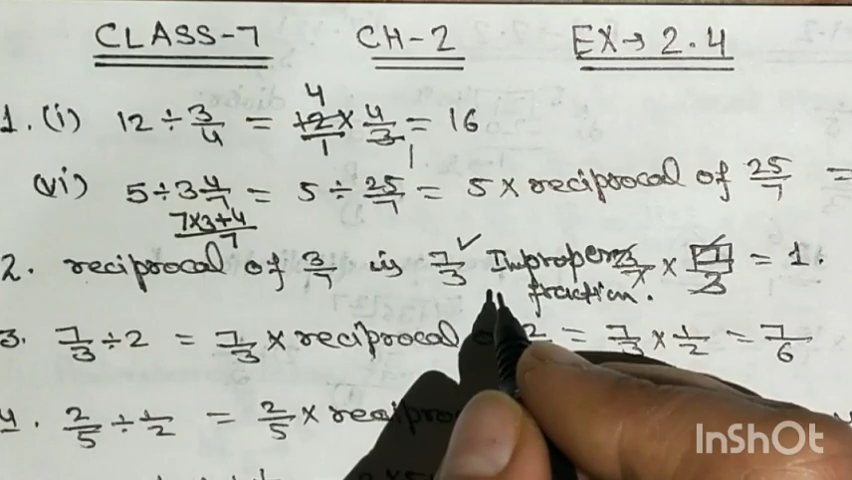 CLASS-7 CH-2 EX→2.4
1. (i) 12 ÷ 3/4 = 12/1 × 4/3 = 16
4
1
(vi) 5 ÷ 3 4/7 = 5 ÷ 25/7 = 5 × reciprocal of 25/7 =
7×3+4/7
2. reciprocal of 3/7 is 7/3 ✓ Improper 3/7 × 7/3 = 1.
fraction.
3. 7/3 ÷ 2 = 7/3 × reciprocal 2 = 7/3 × 1/2 = 7/6
4. 2/5 ÷ 1/2 = 2/5 ×
InShOt